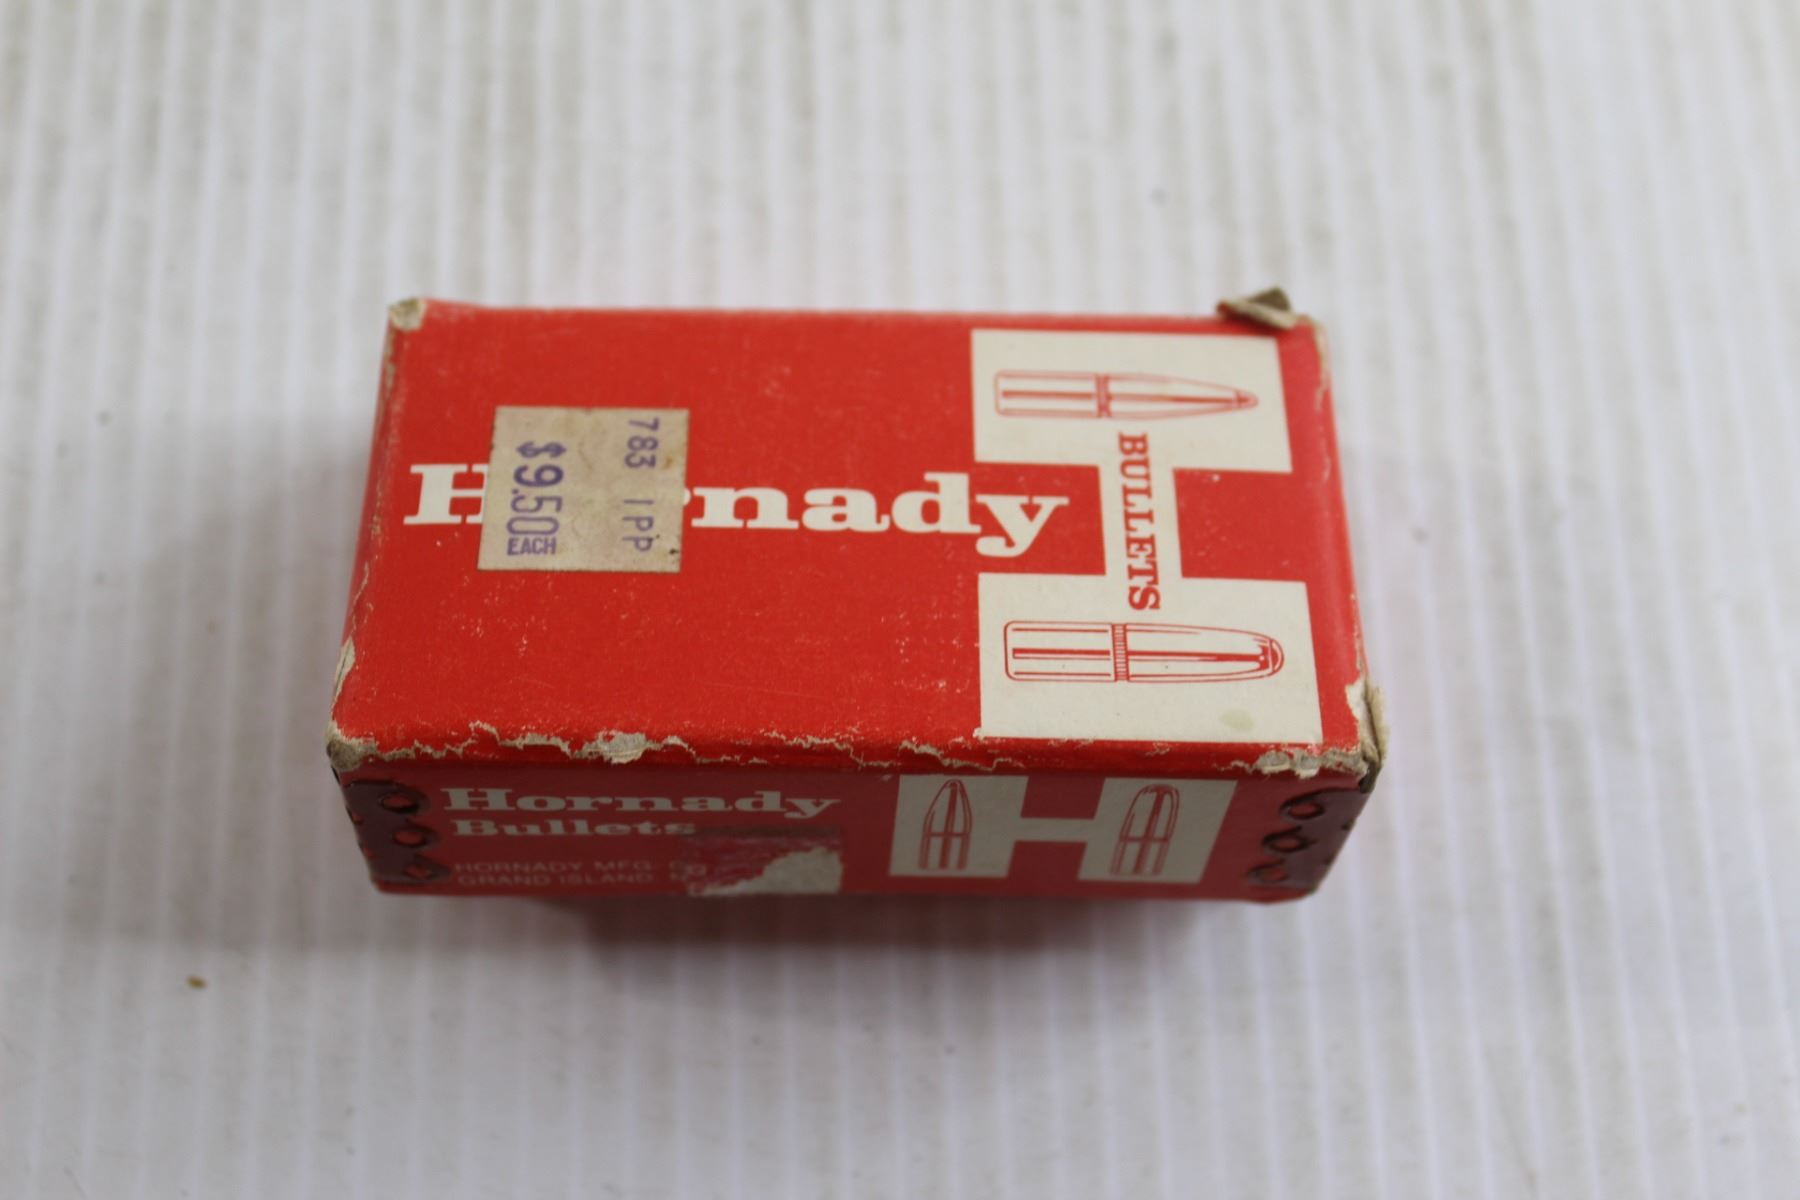 783 1PP
$9.50
EACH
Hornady
BULLETS
Hornady
Bullets
HORNADY MFG.
GRAND ISLAND